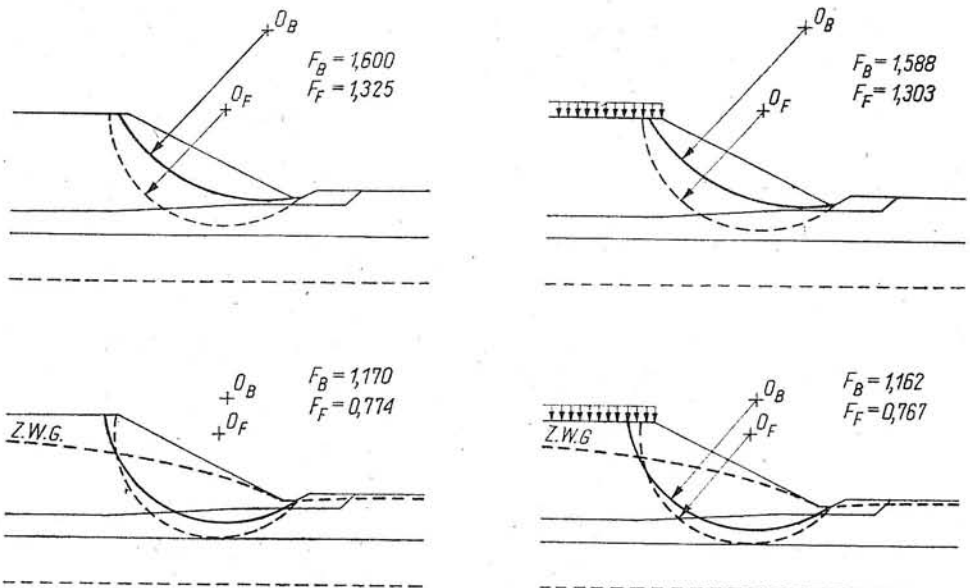 O_B
F_B = 1,600
F_F = 1,325
O_F
O_B
F_B = 1,588
F_F = 1,303
O_F
O_B
F_B = 1,170
F_F = 0,774
O_F
Z.W.G.
O_B
F_B = 1,162
F_F = 0,767
O_F
Z.W.G